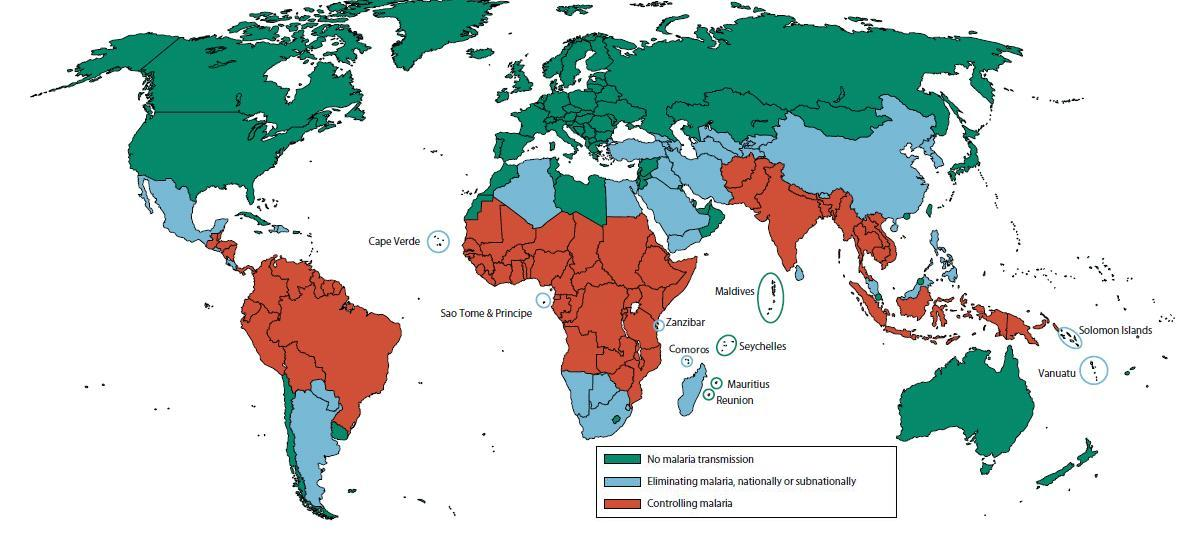 Cape Verde
Sao Tome & Principe
Maldives
Zanzibar
Comoros
Seychelles
Mauritius
Reunion
Solomon Islands
Vanuatu
No malaria transmission
Eliminating malaria, nationally or subnationally
Controlling malaria